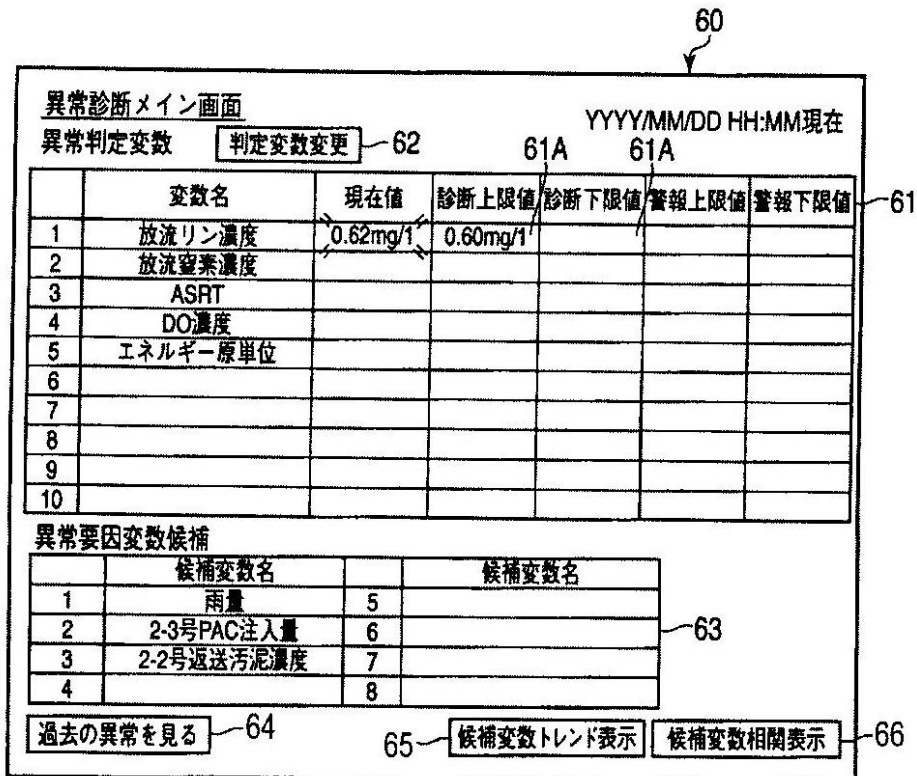 60
異常診断メイン画面
YYYY/MM/DD HH:MM現在
異常判定変数 判定変数変更 62 61A 61A
変数名 現在値 診断上限値 診断下限値 警報上限値 警報下限値 61
1 放流リン濃度 0.62mg/1 0.60mg/1
2 放流窒素濃度
3 ASRT
4 DO濃度
5 エネルギー原単位
6
7
8
9
10
異常要因変数候補
候補変数名 候補変数名
1 雨量 5
2 2-3号PAC注入量 6 63
3 2-2号返送汚泥濃度 7
4 8
過去の異常を見る 64 65 候補変数トレンド表示 候補変数相関表示 66